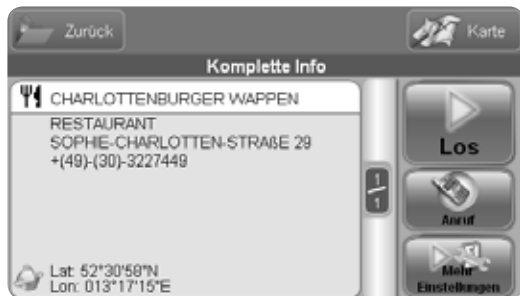 Zurück
Karte
Komplette Info
CHARLOTTENBURGER WAPPEN
RESTAURANT
SOPHIE-CHARLOTTEN-STRAßE 29
+(49)-(30)-3227449
1
1
Los
Anruf
Mehr
Einstellungen
Lat: 52°30'58"N
Lon: 013°17'15"E